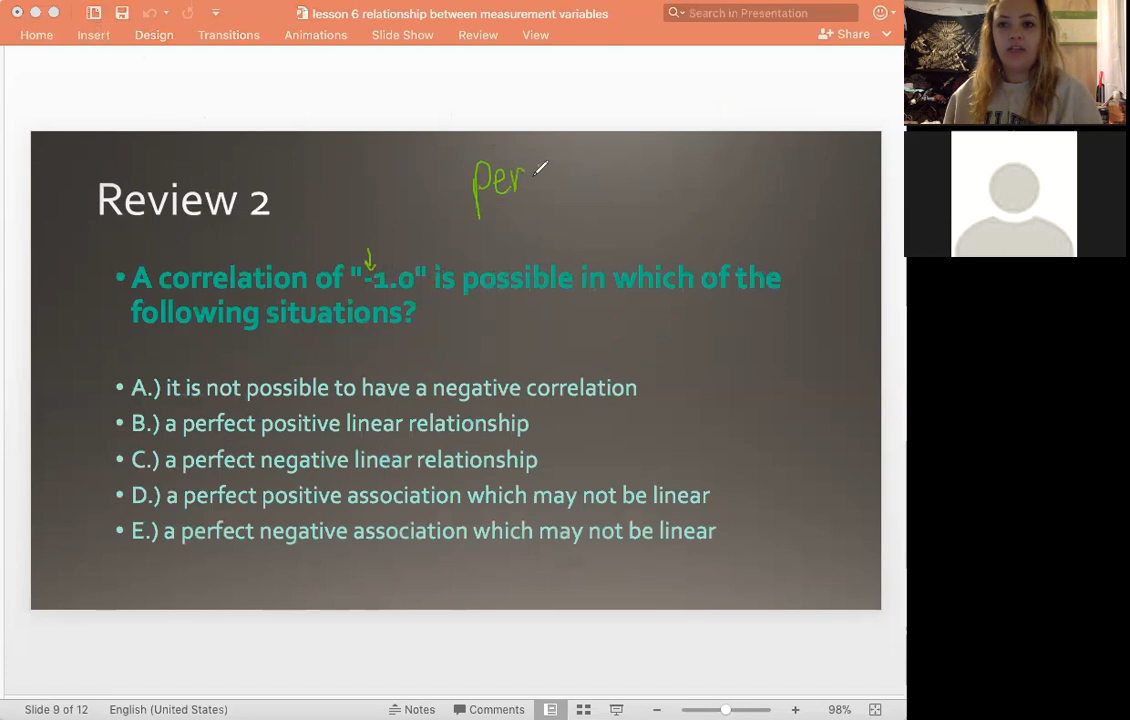 lesson 6 relationship between measurement variables
Search in Presentation
Home Insert Design Transitions Animations Slide Show Review View Share
per
Review 2
• A correlation of "-1.0" is possible in which of the
following situations?
• A.) it is not possible to have a negative correlation
• B.) a perfect positive linear relationship
• C.) a perfect negative linear relationship
• D.) a perfect positive association which may not be linear
• E.) a perfect negative association which may not be linear
Slide 9 of 12 English (United States) Notes Comments 98%